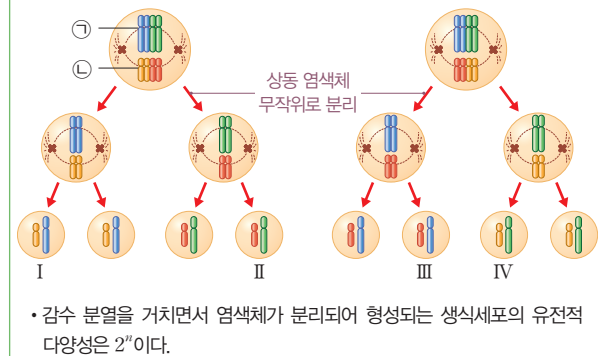 ㉠
㉡
상동 염색체
무작위로 분리
Ⅰ Ⅱ Ⅲ Ⅳ
• 감수 분열을 거치면서 염색체가 분리되어 형성되는 생식세포의 유전적
다양성은 2ⁿ이다.